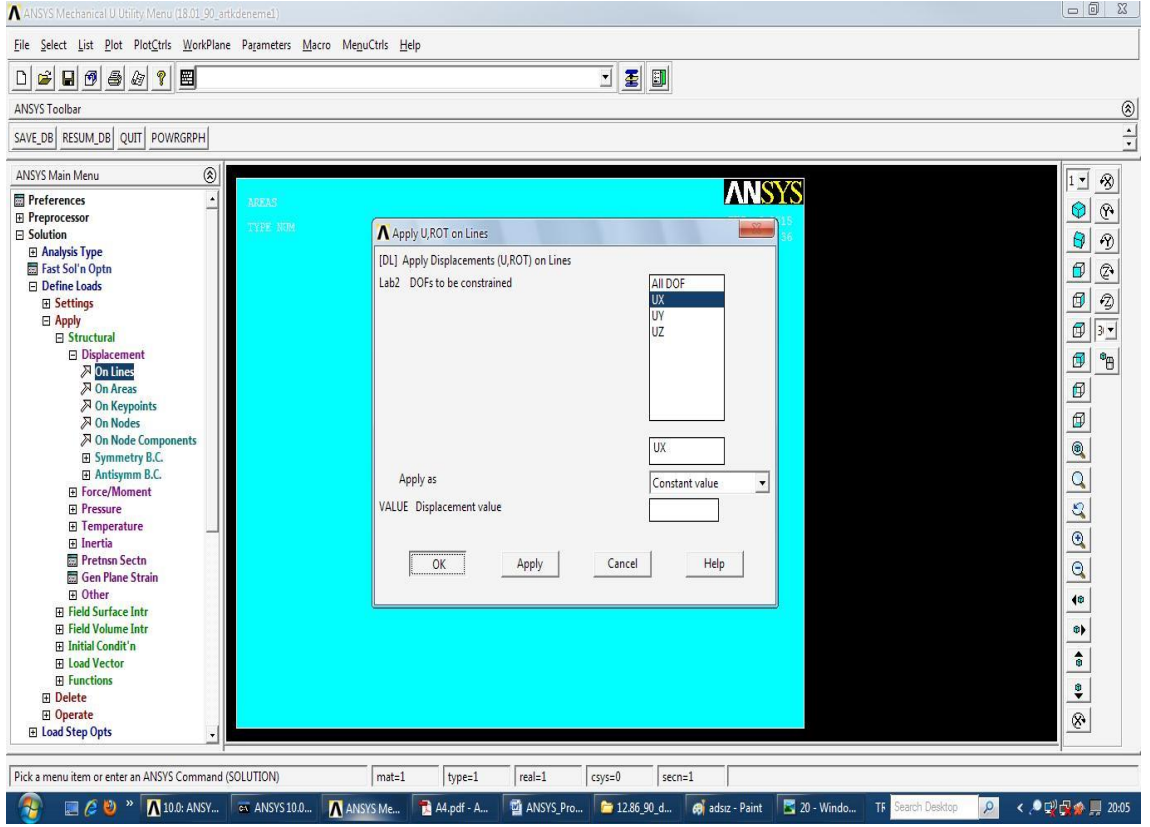 ANSYS Mechanical U Utility Menu (18.01_90_artkdeneme1)
File Select List Plot PlotCtrls WorkPlane Parameters Macro MenuCtrls Help
ANSYS Toolbar
SAVE_DB RESUM_DB QUIT POWRGRPH
ANSYS Main Menu
Preferences
Preprocessor
Solution
Analysis Type
Fast Sol'n Optn
Define Loads
Settings
Apply
Structural
Displacement
On Lines
On Areas
On Keypoints
On Nodes
On Node Components
Symmetry B.C.
Antisymm B.C.
Force/Moment
Pressure
Temperature
Inertia
Pretnsn Sectn
Gen Plane Strain
Other
Field Surface Intr
Field Volume Intr
Initial Condit'n
Load Vector
Functions
Delete
Operate
Load Step Opts
AREAS
TYPE NUM
ANSYS
Apply U,ROT on Lines
[DL] Apply Displacements (U,ROT) on Lines
Lab2 DOFs to be constrained
All DOF
UX
UY
UZ
UX
Apply as Constant value
VALUE Displacement value
OK Apply Cancel Help
1
Pick a menu item or enter an ANSYS Command (SOLUTION) mat=1 type=1 real=1 csys=0 secn=1
10.0: ANSY... ANSYS 10.0... ANSYS Me... A4.pdf - A... ANSYS_Pro... 12.86_90_d... adsız - Paint 20 - Windo... TR Search Desktop 20:05